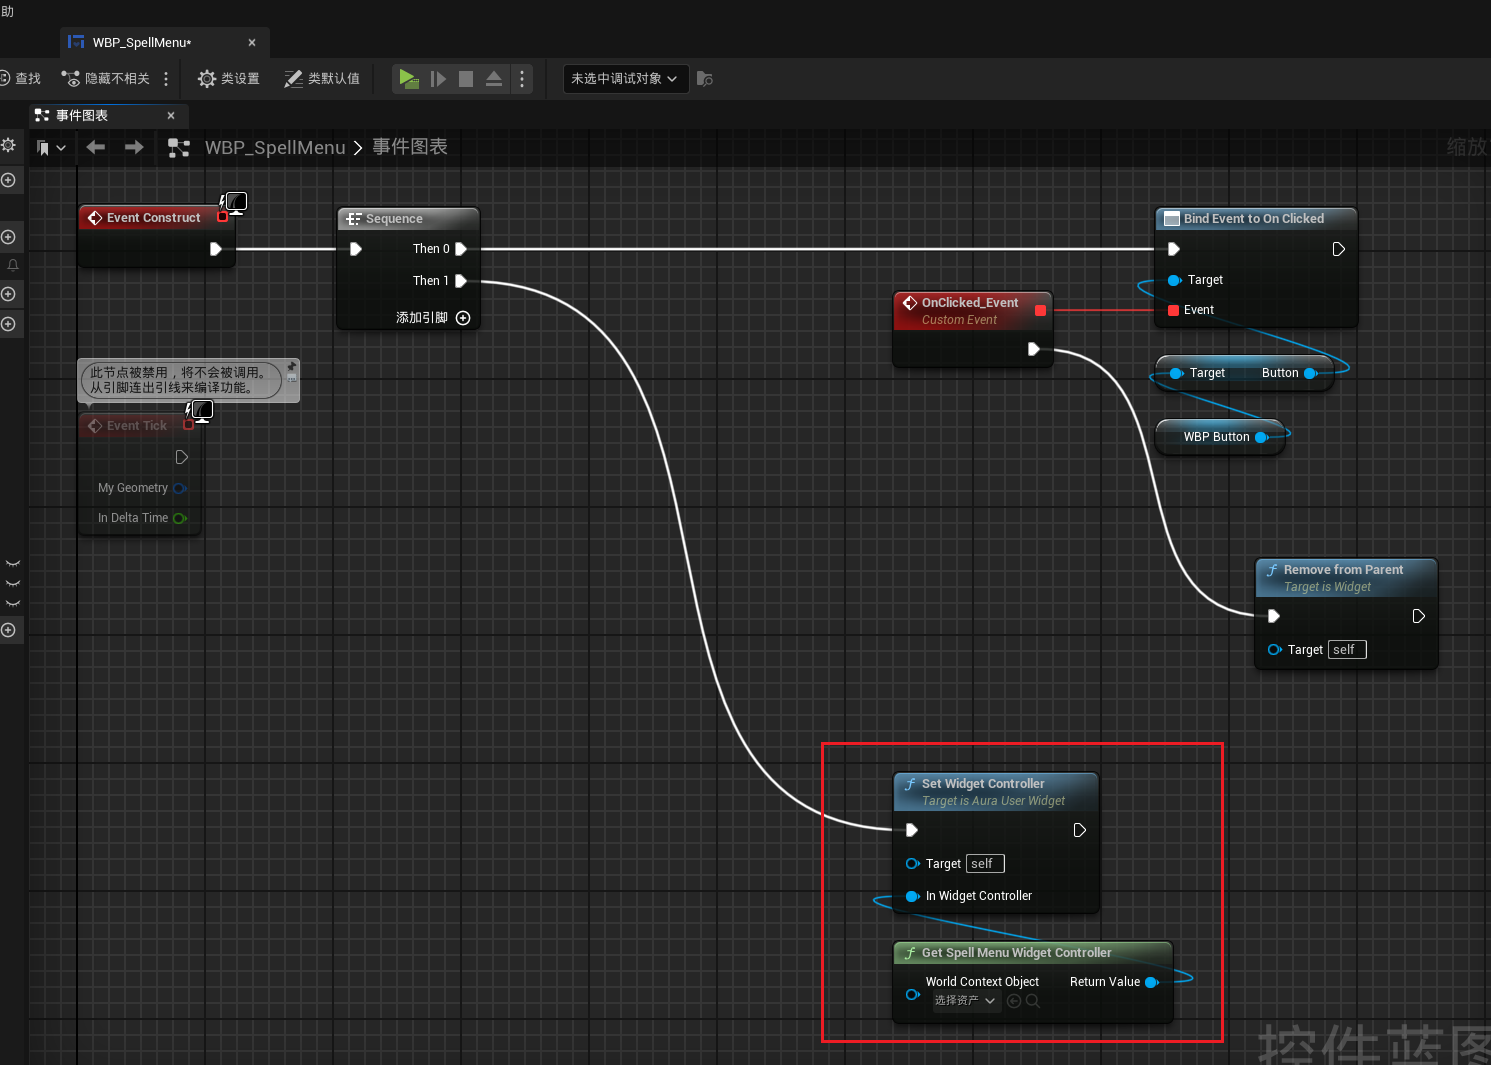 助
WBP_SpellMenu*
查找
隐藏不相关
类设置
类默认值
未选中调试对象
事件图表
WBP_SpellMenu
事件图表
缩放
Event Construct
Sequence
Then 0
Then 1
添加引脚
Bind Event to On Clicked
Target
Event
OnClicked_Event
Custom Event
此节点被禁用，将不会被调用。
从引脚连出引线来编译功能。
Event Tick
My Geometry
In Delta Time
Target
Button
WBP Button
Remove from Parent
Target is Widget
Target
self
Set Widget Controller
Target is Aura User Widget
Target
self
In Widget Controller
Get Spell Menu Widget Controller
World Context Object
Return Value
选择资产
控件蓝图